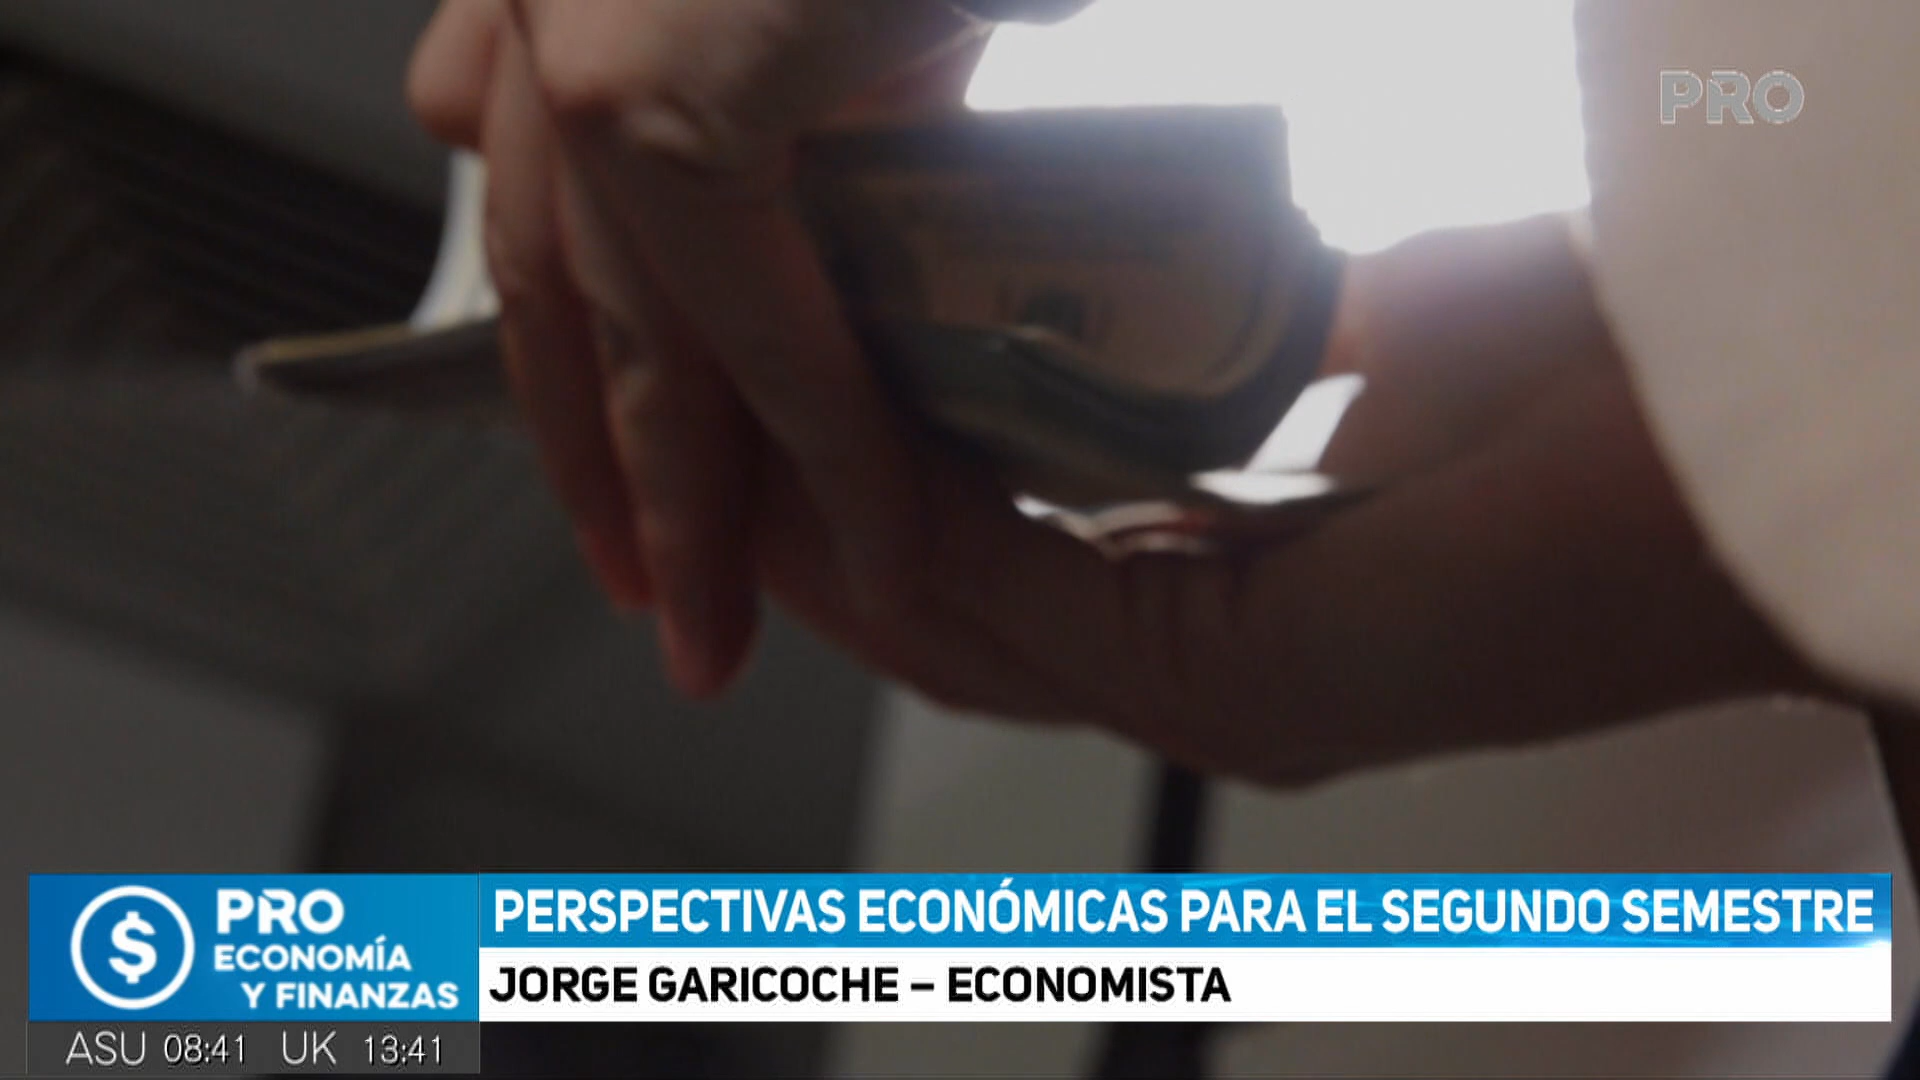 PRO
PERSPECTIVAS ECONÓMICAS PARA EL SEGUNDO SEMESTRE
JORGE GARICOCHE – ECONOMISTA
$ PRO
ECONOMÍA
Y FINANZAS
ASU 08:41 UK 13:41